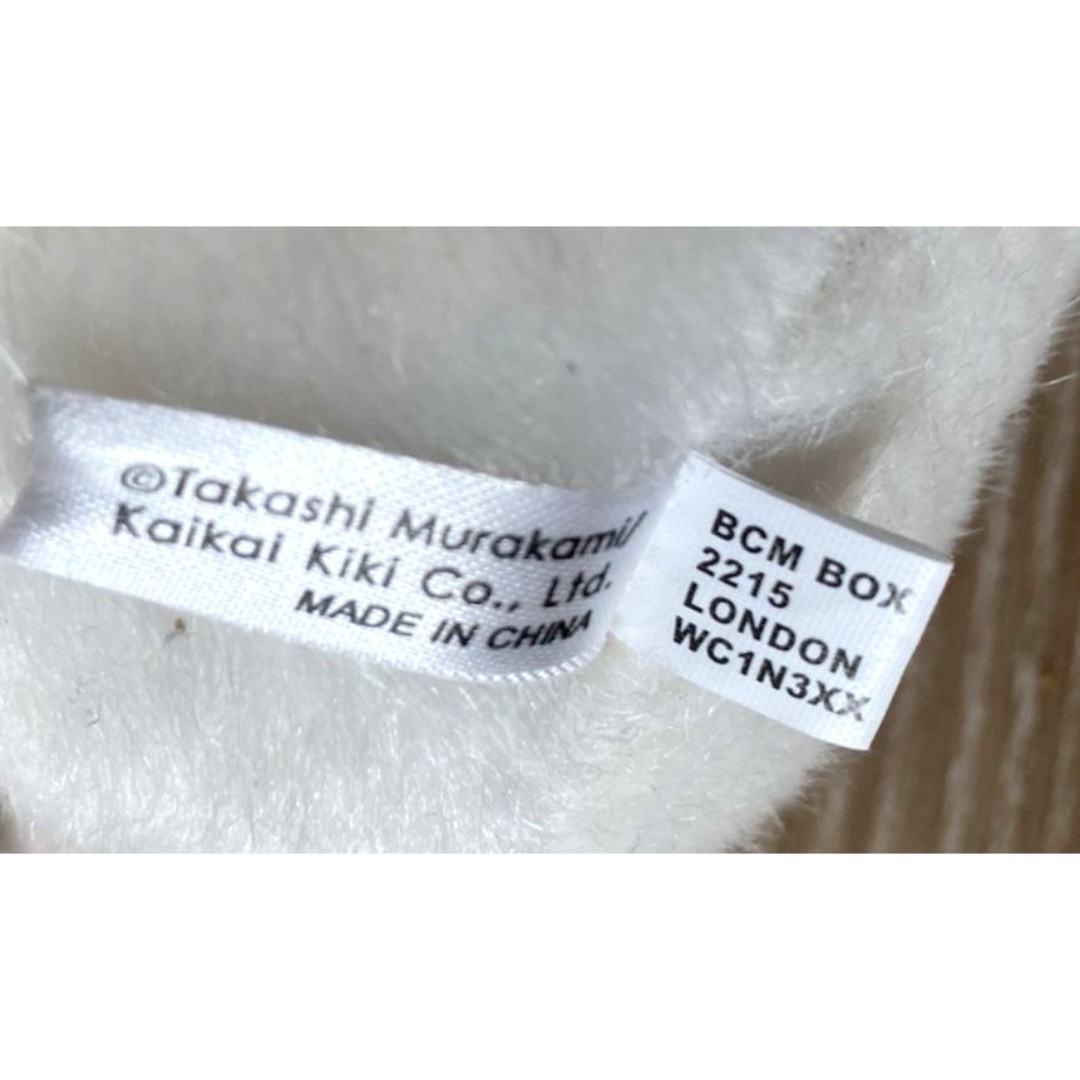 ©Takashi Murakami/
Kaikai Kiki Co., Ltd.
MADE IN CHINA
BCM BOX
2215
LONDON
WC1N3XX